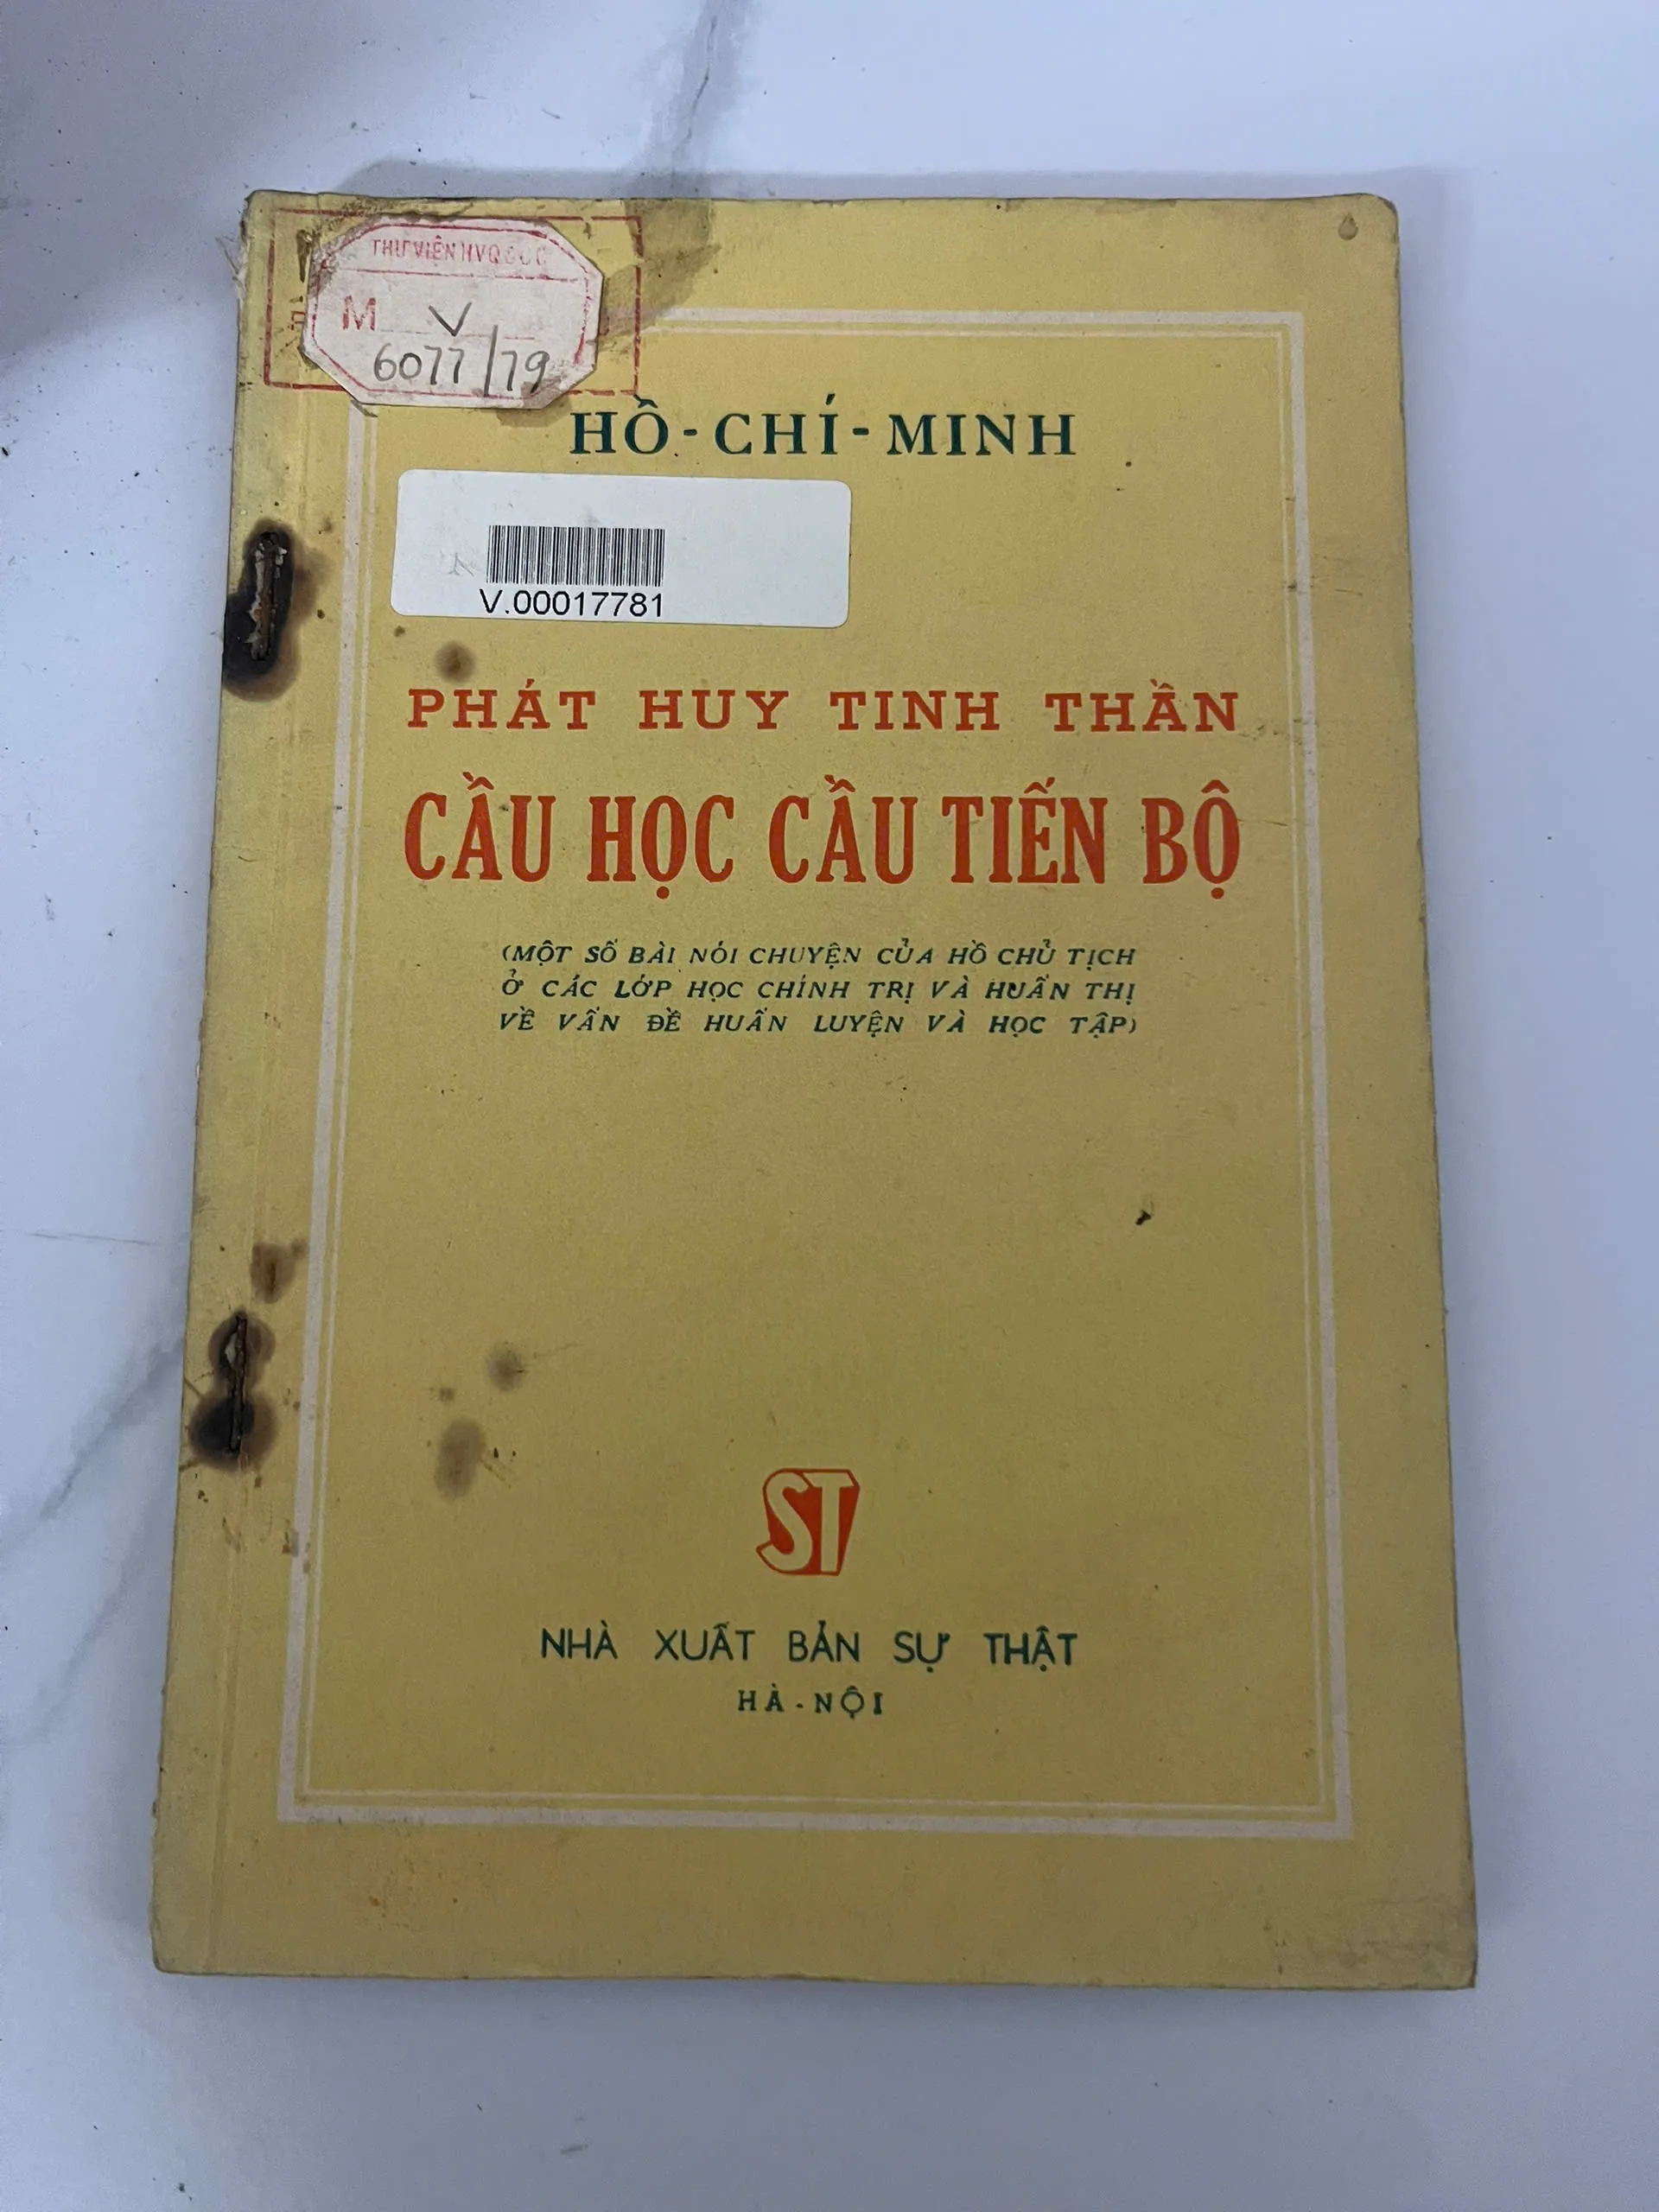 THƯ VIỆN HVQ
M V
6077/79
HỒ-CHÍ-MINH
V.00017781
PHÁT HUY TINH THẦN
CẦU HỌC CẦU TIẾN BỘ
(MỘT SỐ BÀI NÓI CHUYỆN CỦA HỒ CHỦ TỊCH
Ở CÁC LỚP HỌC CHÍNH TRỊ VÀ HUẤN THỊ
VỀ VẤN ĐỀ HUẤN LUYỆN VÀ HỌC TẬP)
ST
NHÀ XUẤT BẢN SỰ THẬT
HÀ-NỘI